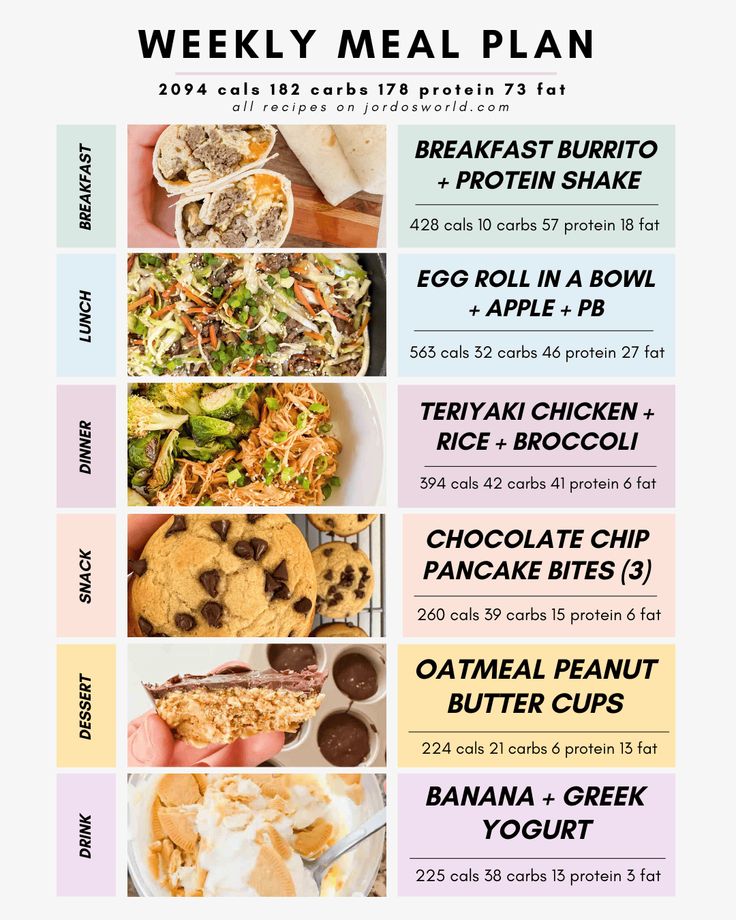 WEEKLY MEAL PLAN
2094 cals 182 carbs 178 protein 73 fat
all recipes on jordosworld.com
BREAKFAST
BREAKFAST BURRITO
+ PROTEIN SHAKE
428 cals 10 carbs 57 protein 18 fat
LUNCH
EGG ROLL IN A BOWL
+ APPLE + PB
563 cals 32 carbs 46 protein 27 fat
DINNER
TERIYAKI CHICKEN +
RICE + BROCCOLI
394 cals 42 carbs 41 protein 6 fat
SNACK
CHOCOLATE CHIP
PANCAKE BITES (3)
260 cals 39 carbs 15 protein 6 fat
DESSERT
OATMEAL PEANUT
BUTTER CUPS
224 cals 21 carbs 6 protein 13 fat
DRINK
BANANA + GREEK
YOGURT
225 cals 38 carbs 13 protein 3 fat